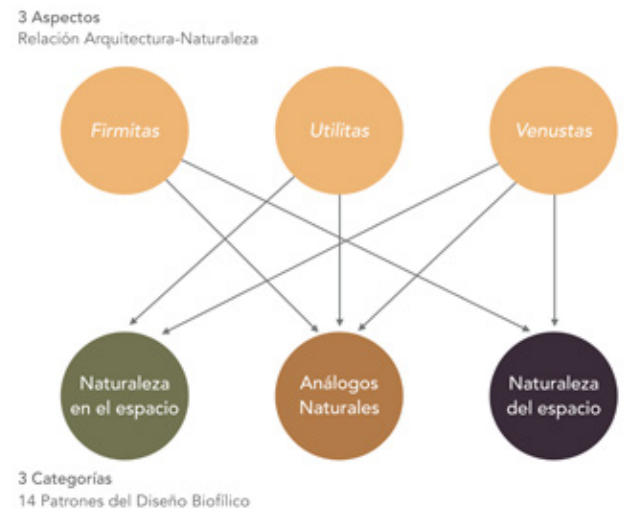 3 Aspectos
Relación Arquitectura-Naturaleza
Firmitas
Utilitas
Venustas
Naturaleza
en el espacio
Análogos
Naturales
Naturaleza
del espacio
3 Categorías
14 Patrones del Diseño Biofílico